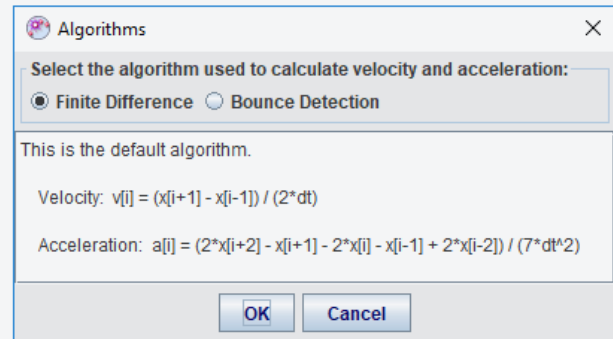 Algorithms
Select the algorithm used to calculate velocity and acceleration:
Finite Difference Bounce Detection
This is the default algorithm.
Velocity: v[i] = (x[i+1] - x[i-1]) / (2*dt)
Acceleration: a[i] = (2*x[i+2] - x[i+1] - 2*x[i] - x[i-1] + 2*x[i-2]) / (7*dt^2)
OK Cancel